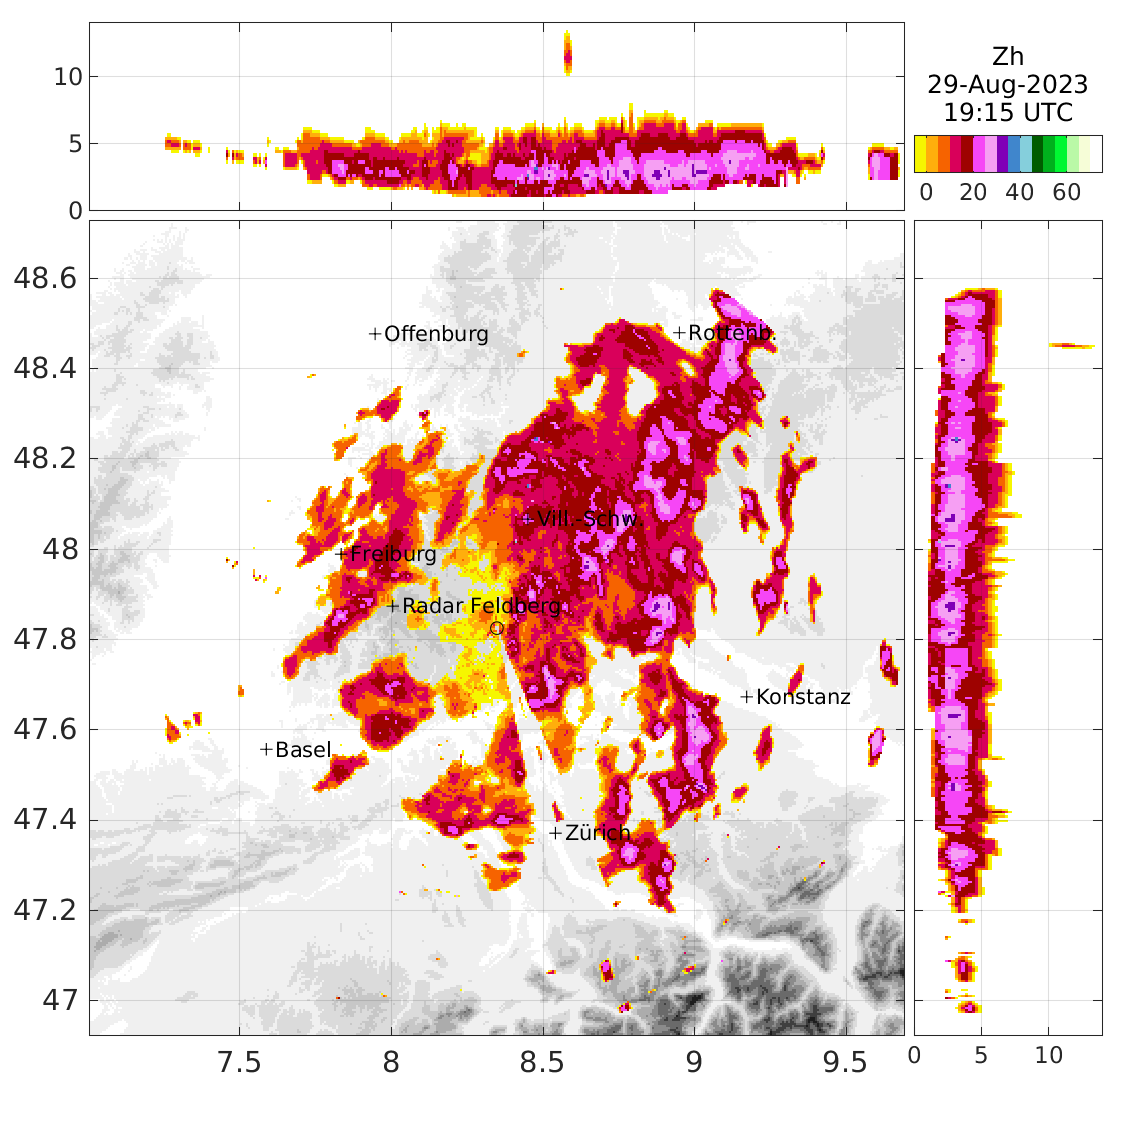 Zh
29-Aug-2023
19:15 UTC
10
5
0
0 20 40 60
48.6
48.4
48.2
48
47.8
47.6
47.4
47.2
47
+Offenburg
+Rottenb.
+Vill.-Schw.
+Freiburg
+Radar Feldberg
+Konstanz
+Basel
+Zürich
7.5 8 8.5 9 9.5
0 5 10